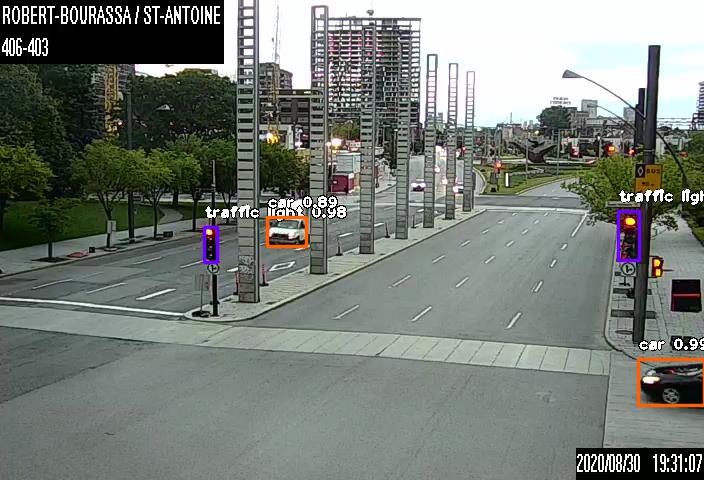 ROBERT-BOURASSA / ST-ANTOINE
406-403
car 0.89
traffic light 0.98
traffic ligh
BUS
car 0.99
2020/08/30 19:31:07